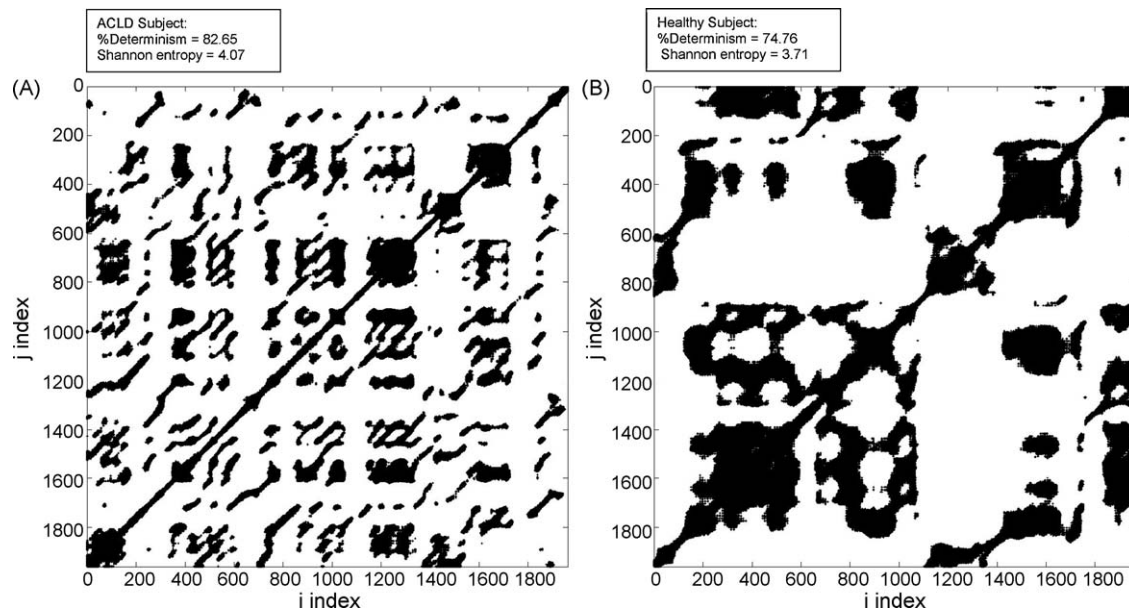 ACLD Subject:
%Determinism = 82.65
Shannon entropy = 4.07
Healthy Subject:
%Determinism = 74.76
Shannon entropy = 3.71
(A)
0
200
400
600
800
1000
1200
1400
1600
1800
j index
0 200 400 600 800 1000 1200 1400 1600 1800
i index
(B)
0
200
400
600
800
1000
1200
1400
1600
1800
j index
0 200 400 600 800 1000 1200 1400 1600 1800
i index